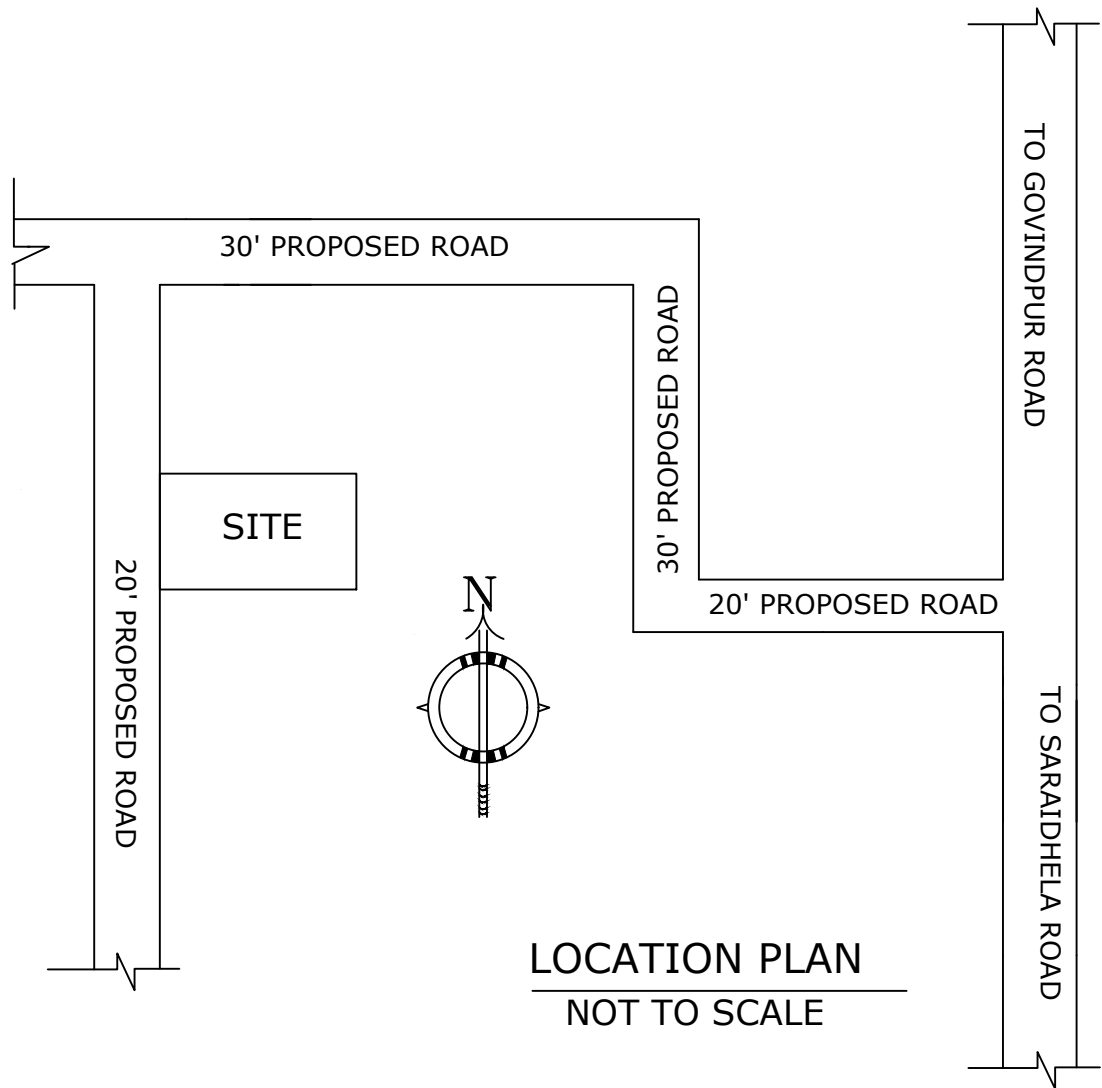 TO GOVINDPUR ROAD
30' PROPOSED ROAD
30' PROPOSED ROAD
SITE
20' PROPOSED ROAD
N
20' PROPOSED ROAD
TO SARAIDHELA ROAD
LOCATION PLAN
NOT TO SCALE